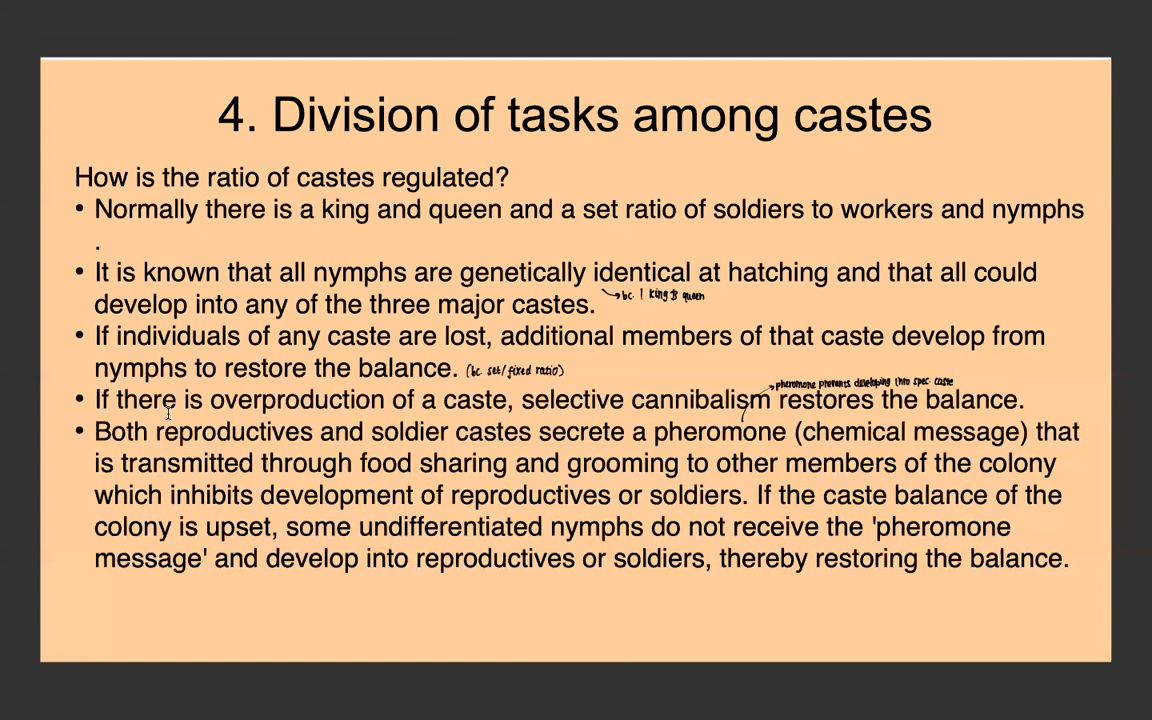 4. Division of tasks among castes
How is the ratio of castes regulated?
• Normally there is a king and queen and a set ratio of soldiers to workers and nymphs
.
• It is known that all nymphs are genetically identical at hatching and that all could
develop into any of the three major castes.
bc. 1 king & queen
• If individuals of any caste are lost, additional members of that caste develop from
nymphs to restore the balance. (bc. set/fixed ratio)
pheromone prevents developing into spec. caste
• If there is overproduction of a caste, selective cannibalism restores the balance.
• Both reproductives and soldier castes secrete a pheromone (chemical message) that
is transmitted through food sharing and grooming to other members of the colony
which inhibits development of reproductives or soldiers. If the caste balance of the
colony is upset, some undifferentiated nymphs do not receive the 'pheromone
message' and develop into reproductives or soldiers, thereby restoring the balance.